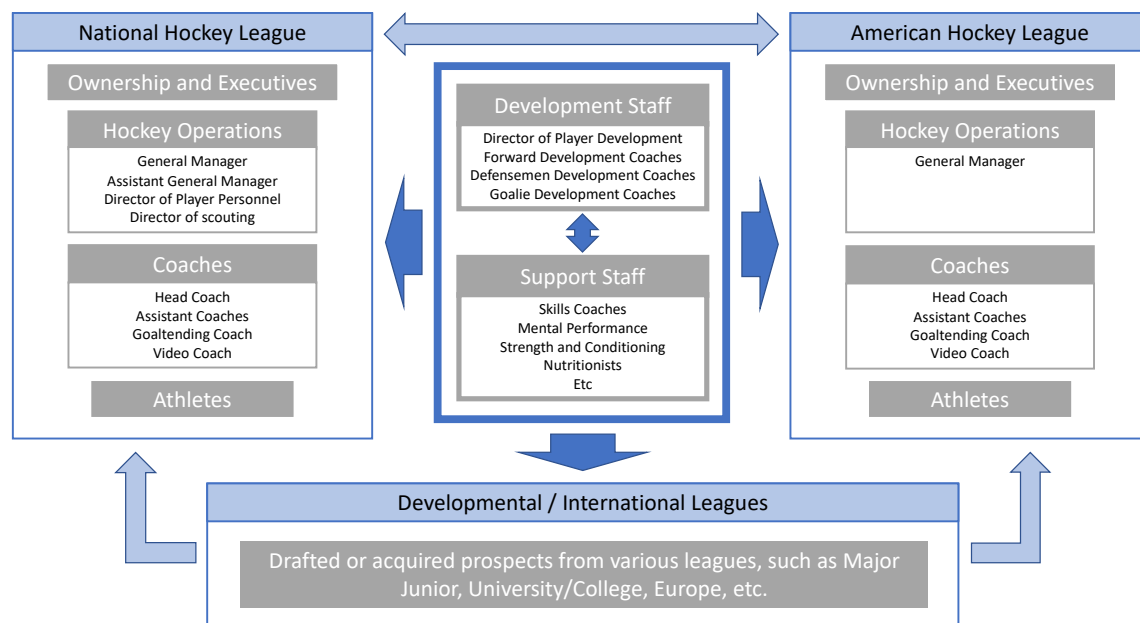 National Hockey League
Ownership and Executives
Hockey Operations
General Manager
Assistant General Manager
Director of Player Personnel
Director of scouting
Coaches
Head Coach
Assistant Coaches
Goaltending Coach
Video Coach
Athletes
Development Staff
Director of Player Development
Forward Development Coaches
Defensemen Development Coaches
Goalie Development Coaches
Support Staff
Skills Coaches
Mental Performance
Strength and Conditioning
Nutritionists
Etc
American Hockey League
Ownership and Executives
Hockey Operations
General Manager
Coaches
Head Coach
Assistant Coaches
Goaltending Coach
Video Coach
Athletes
Developmental / International Leagues
Drafted or acquired prospects from various leagues, such as Major
Junior, University/College, Europe, etc.